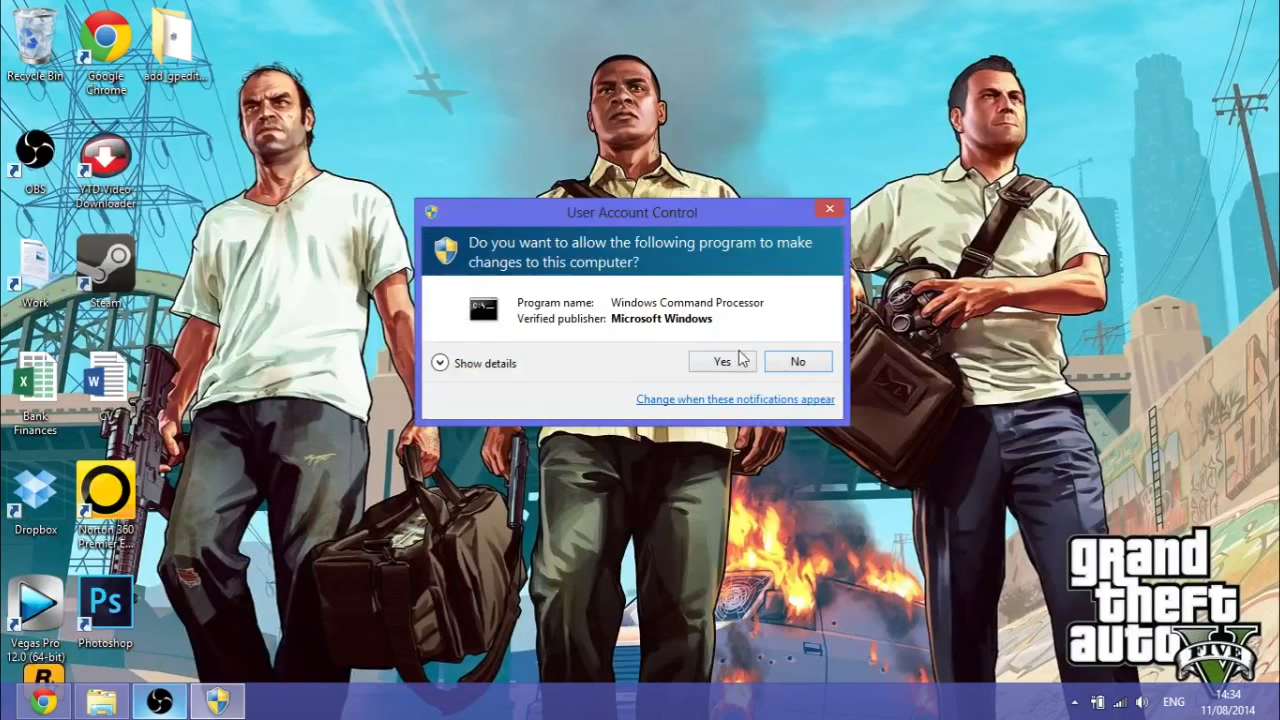 Recycle Bin
Google
Chrome
add_gpedit...
OBS
YTD Video
Downloader
Work
Steam
Bank
Finances
CV
Dropbox
Norton 360
Premier E...
Vegas Pro
12.0 (64-bit)
Ps
Photoshop
User Account Control
Do you want to allow the following program to make
changes to this computer?
C:\
Program name: Windows Command Processor
Verified publisher: Microsoft Windows
Show details
Yes
No
Change when these notifications appear
grand
theft
auto
FIVE
ENG
14:34
11/08/2014